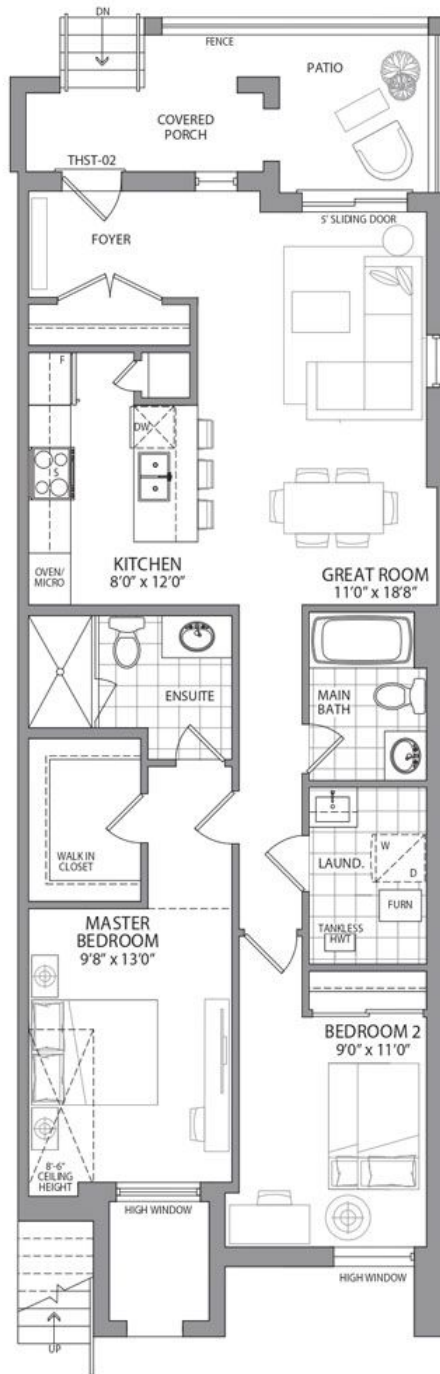 DN
FENCE
PATIO
COVERED
PORCH
THST-02
FOYER
5' SLIDING DOOR
F
DW
S
OVEN/
MICRO
KITCHEN
8'0" x 12'0"
GREAT ROOM
11'0" x 18'8"
ENSUITE
MAIN
BATH
WALK IN
CLOSET
LAUND.
W
D
FURN
TANKLESS
HWT
MASTER
BEDROOM
9'8" x 13'0"
BEDROOM 2
9'0" x 11'0"
8'-6"
CEILING
HEIGHT
HIGH WINDOW
HIGH WINDOW
UP